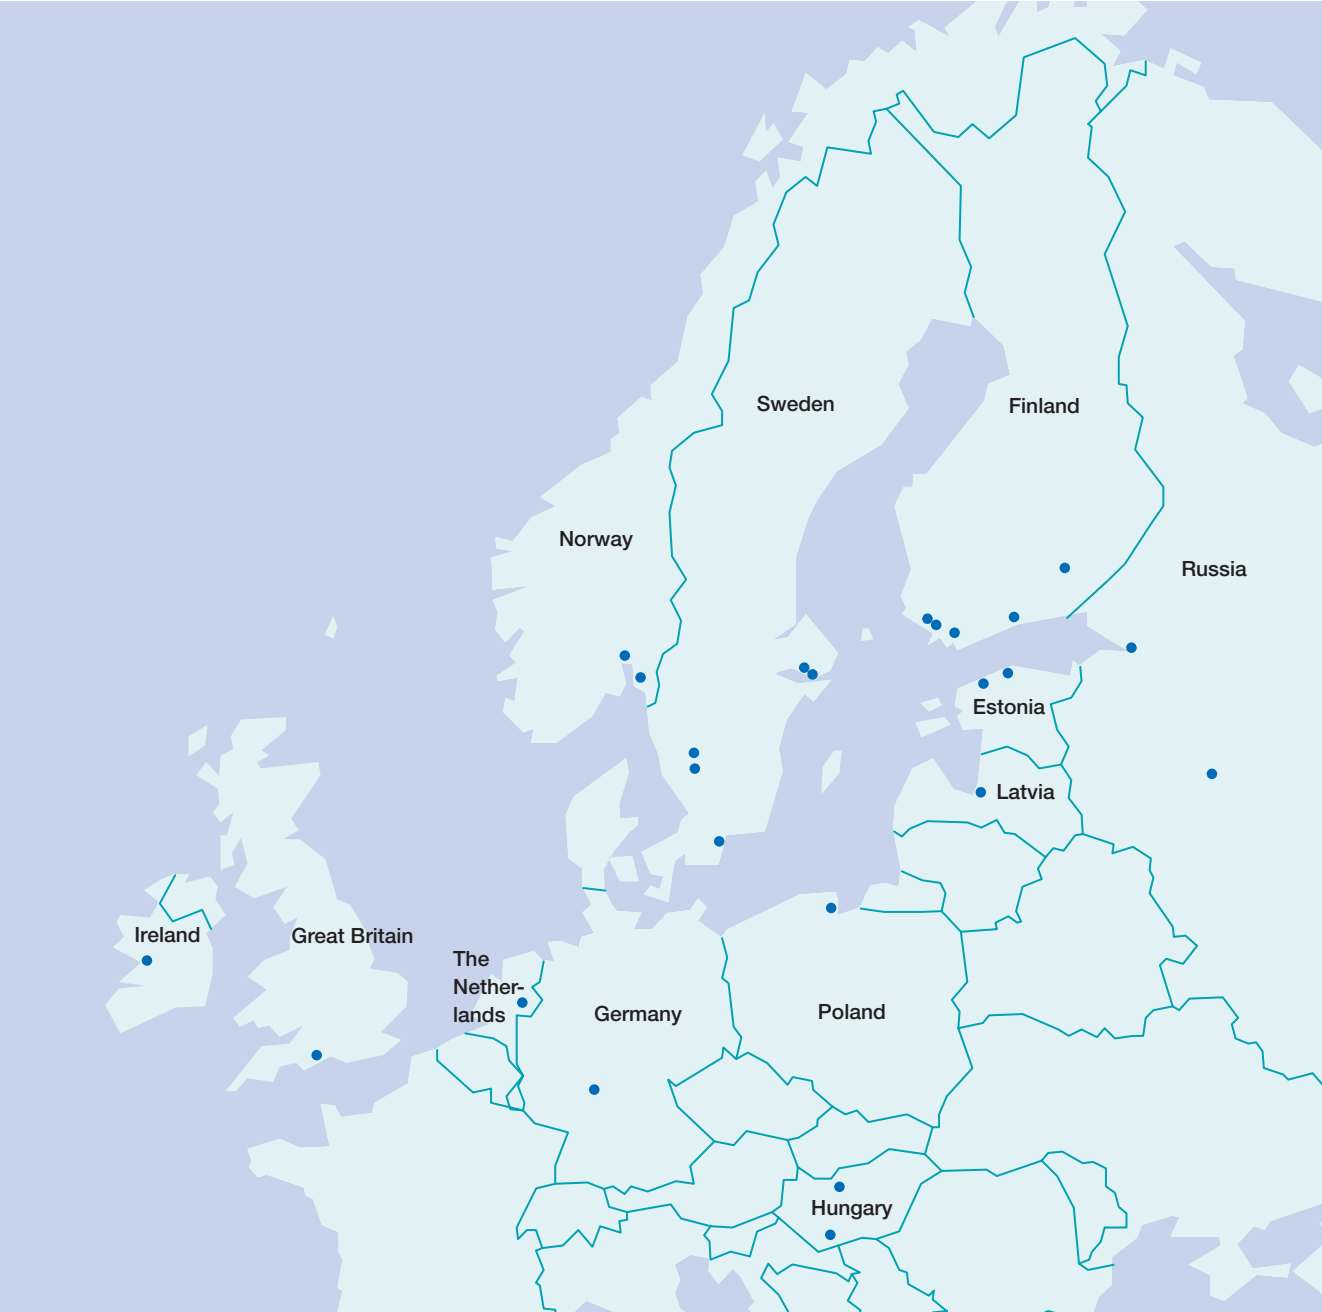 Sweden
Finland
Norway
Russia
Estonia
Latvia
Ireland
Great Britain
The
Nether-
lands
Germany
Poland
Hungary